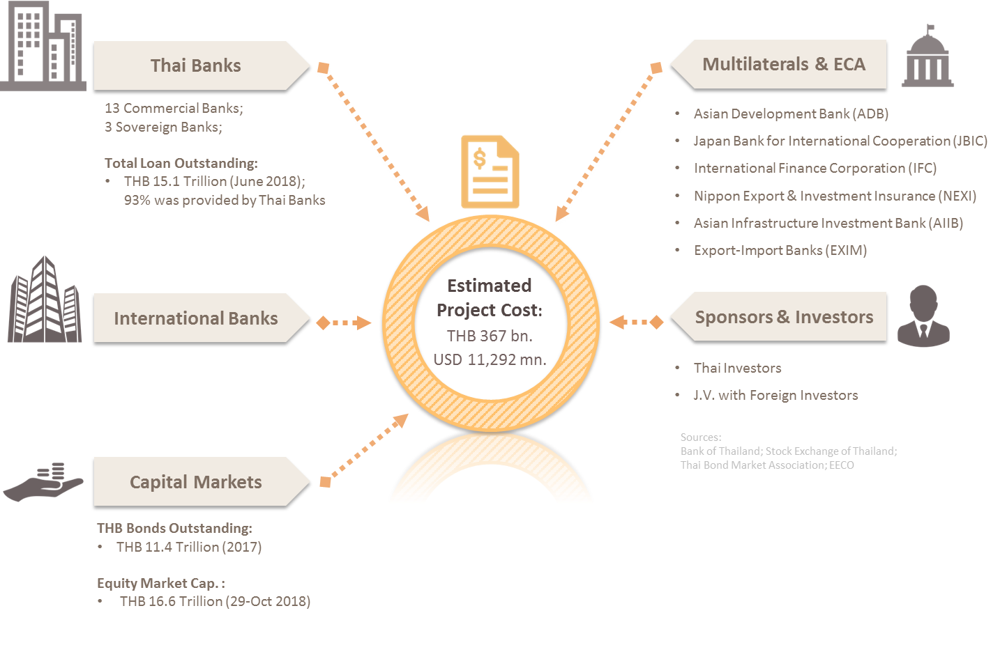 Thai Banks
13 Commercial Banks;
3 Sovereign Banks;
Total Loan Outstanding:
• THB 15.1 Trillion (June 2018);
93% was provided by Thai Banks
International Banks
Capital Markets
THB Bonds Outstanding:
• THB 11.4 Trillion (2017)
Equity Market Cap. :
• THB 16.6 Trillion (29-Oct 2018)
$
Estimated
Project Cost:
THB 367 bn.
USD 11,292 mn.
Multilaterals & ECA
• Asian Development Bank (ADB)
• Japan Bank for International Cooperation (JBIC)
• International Finance Corporation (IFC)
• Nippon Export & Investment Insurance (NEXI)
• Asian Infrastructure Investment Bank (AIIB)
• Export-Import Banks (EXIM)
Sponsors & Investors
• Thai Investors
• J.V. with Foreign Investors
Sources:
Bank of Thailand; Stock Exchange of Thailand;
Thai Bond Market Association; EECO